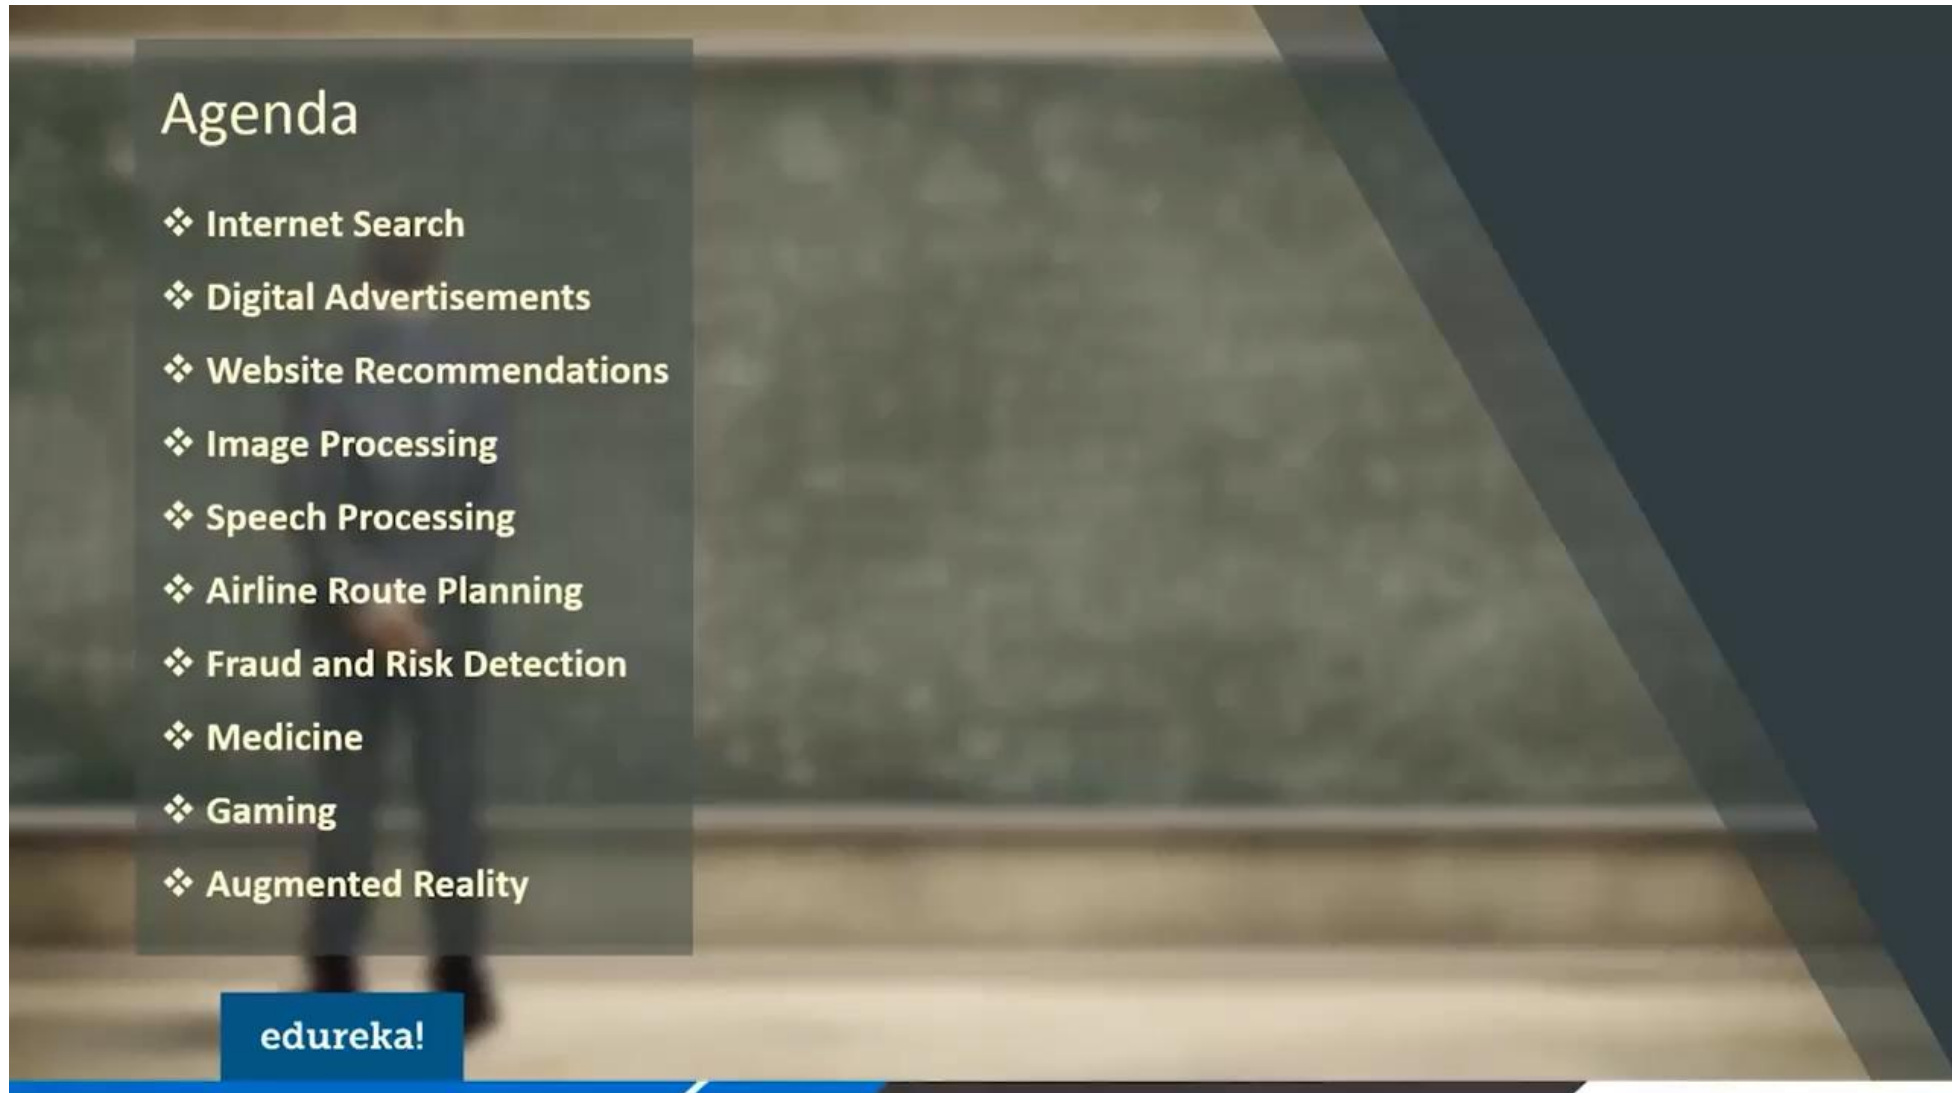 Agenda
❖ Internet Search
❖ Digital Advertisements
❖ Website Recommendations
❖ Image Processing
❖ Speech Processing
❖ Airline Route Planning
❖ Fraud and Risk Detection
❖ Medicine
❖ Gaming
❖ Augmented Reality
edureka!